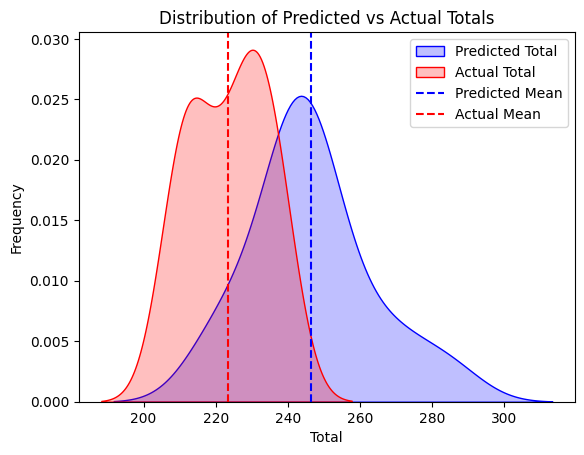 Distribution of Predicted vs Actual Totals
0.030
0.025
0.020
0.015
0.010
0.005
0.000
Frequency
Predicted Total
Actual Total
Predicted Mean
Actual Mean
200 220 240 260 280 300
Total